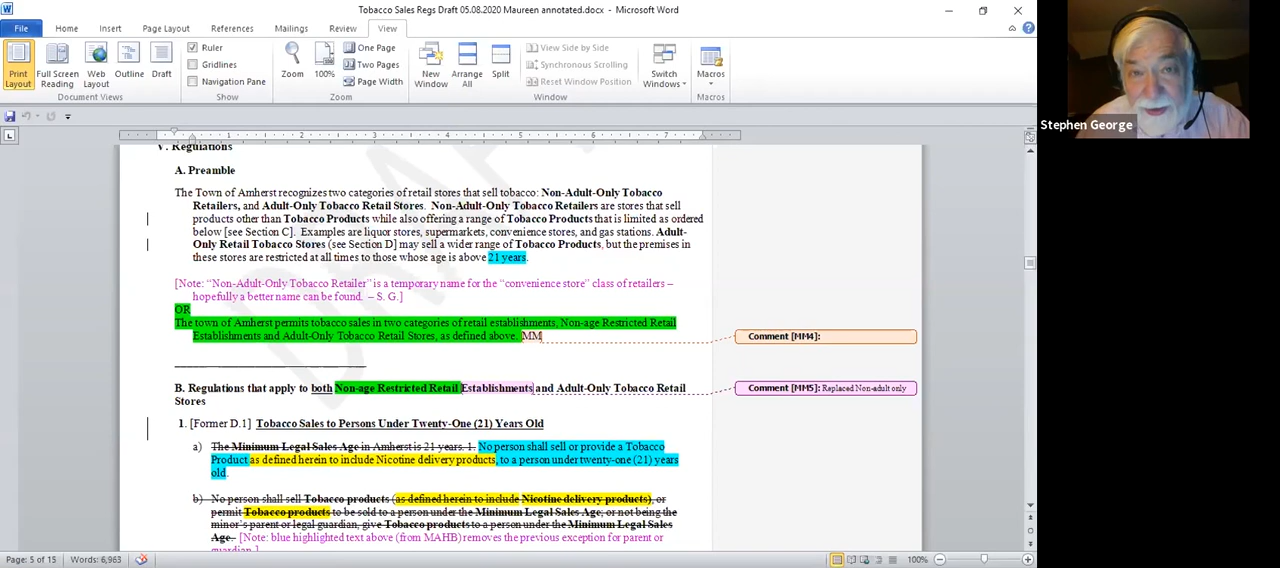 Tobacco Sales Regs Draft 05.08.2020 Maureen annotated.docx - Microsoft Word
File Home Insert Page Layout References Mailings Review View
Print Layout
Full Screen Reading
Web Layout
Outline
Draft
Document Views
Ruler
Gridlines
Navigation Pane
Show
Zoom
100%
One Page
Two Pages
Page Width
Zoom
New Window
Arrange All
Split
View Side by Side
Synchronous Scrolling
Reset Window Position
Window
Switch Windows
Macros
Macros
Stephen George
1 2 3 4 5 6 7
DRAFT
V. Regulations
A. Preamble
The Town of Amherst recognizes two categories of retail stores that sell tobacco: Non-Adult-Only Tobacco
Retailers, and Adult-Only Tobacco Retail Stores. Non-Adult-Only Tobacco Retailers are stores that sell
products other than Tobacco Products while also offering a range of Tobacco Products that is limited as ordered
below [see Section C]. Examples are liquor stores, supermarkets, convenience stores, and gas stations. Adult-
Only Retail Tobacco Stores (see Section D] may sell a wider range of Tobacco Products, but the premises in
these stores are restricted at all times to those whose age is above 21 years.
[Note: “Non-Adult-Only Tobacco Retailer” is a temporary name for the “convenience store” class of retailers –
hopefully a better name can be found. – S. G.]
OR
The town of Amherst permits tobacco sales in two categories of retail establishments, Non-age Restricted Retail
Establishments and Adult-Only Tobacco Retail Stores, as defined above. MM
Comment [MM4]:
B. Regulations that apply to both Non-age Restricted Retail Establishments and Adult-Only Tobacco Retail
Stores
Comment [MM5]: Replaced Non-adult only
1. [Former D.1] Tobacco Sales to Persons Under Twenty-One (21) Years Old
a) The Minimum Legal Sales Age in Amherst is 21 years. 1. No person shall sell or provide a Tobacco
Product as defined herein to include Nicotine delivery products, to a person under twenty-one (21) years
old.
b) No person shall sell Tobacco products (as defined herein to include Nicotine delivery products), or
permit Tobacco products to be sold to a person under the Minimum Legal Sales Age; or not being the
minor's parent or legal guardian, give Tobacco products to a person under the Minimum Legal Sales
Age. [Note: blue highlighted text above (from MAHB) removes the previous exception for parent or
guardian.]
Page: 5 of 15 Words: 6,963 100%